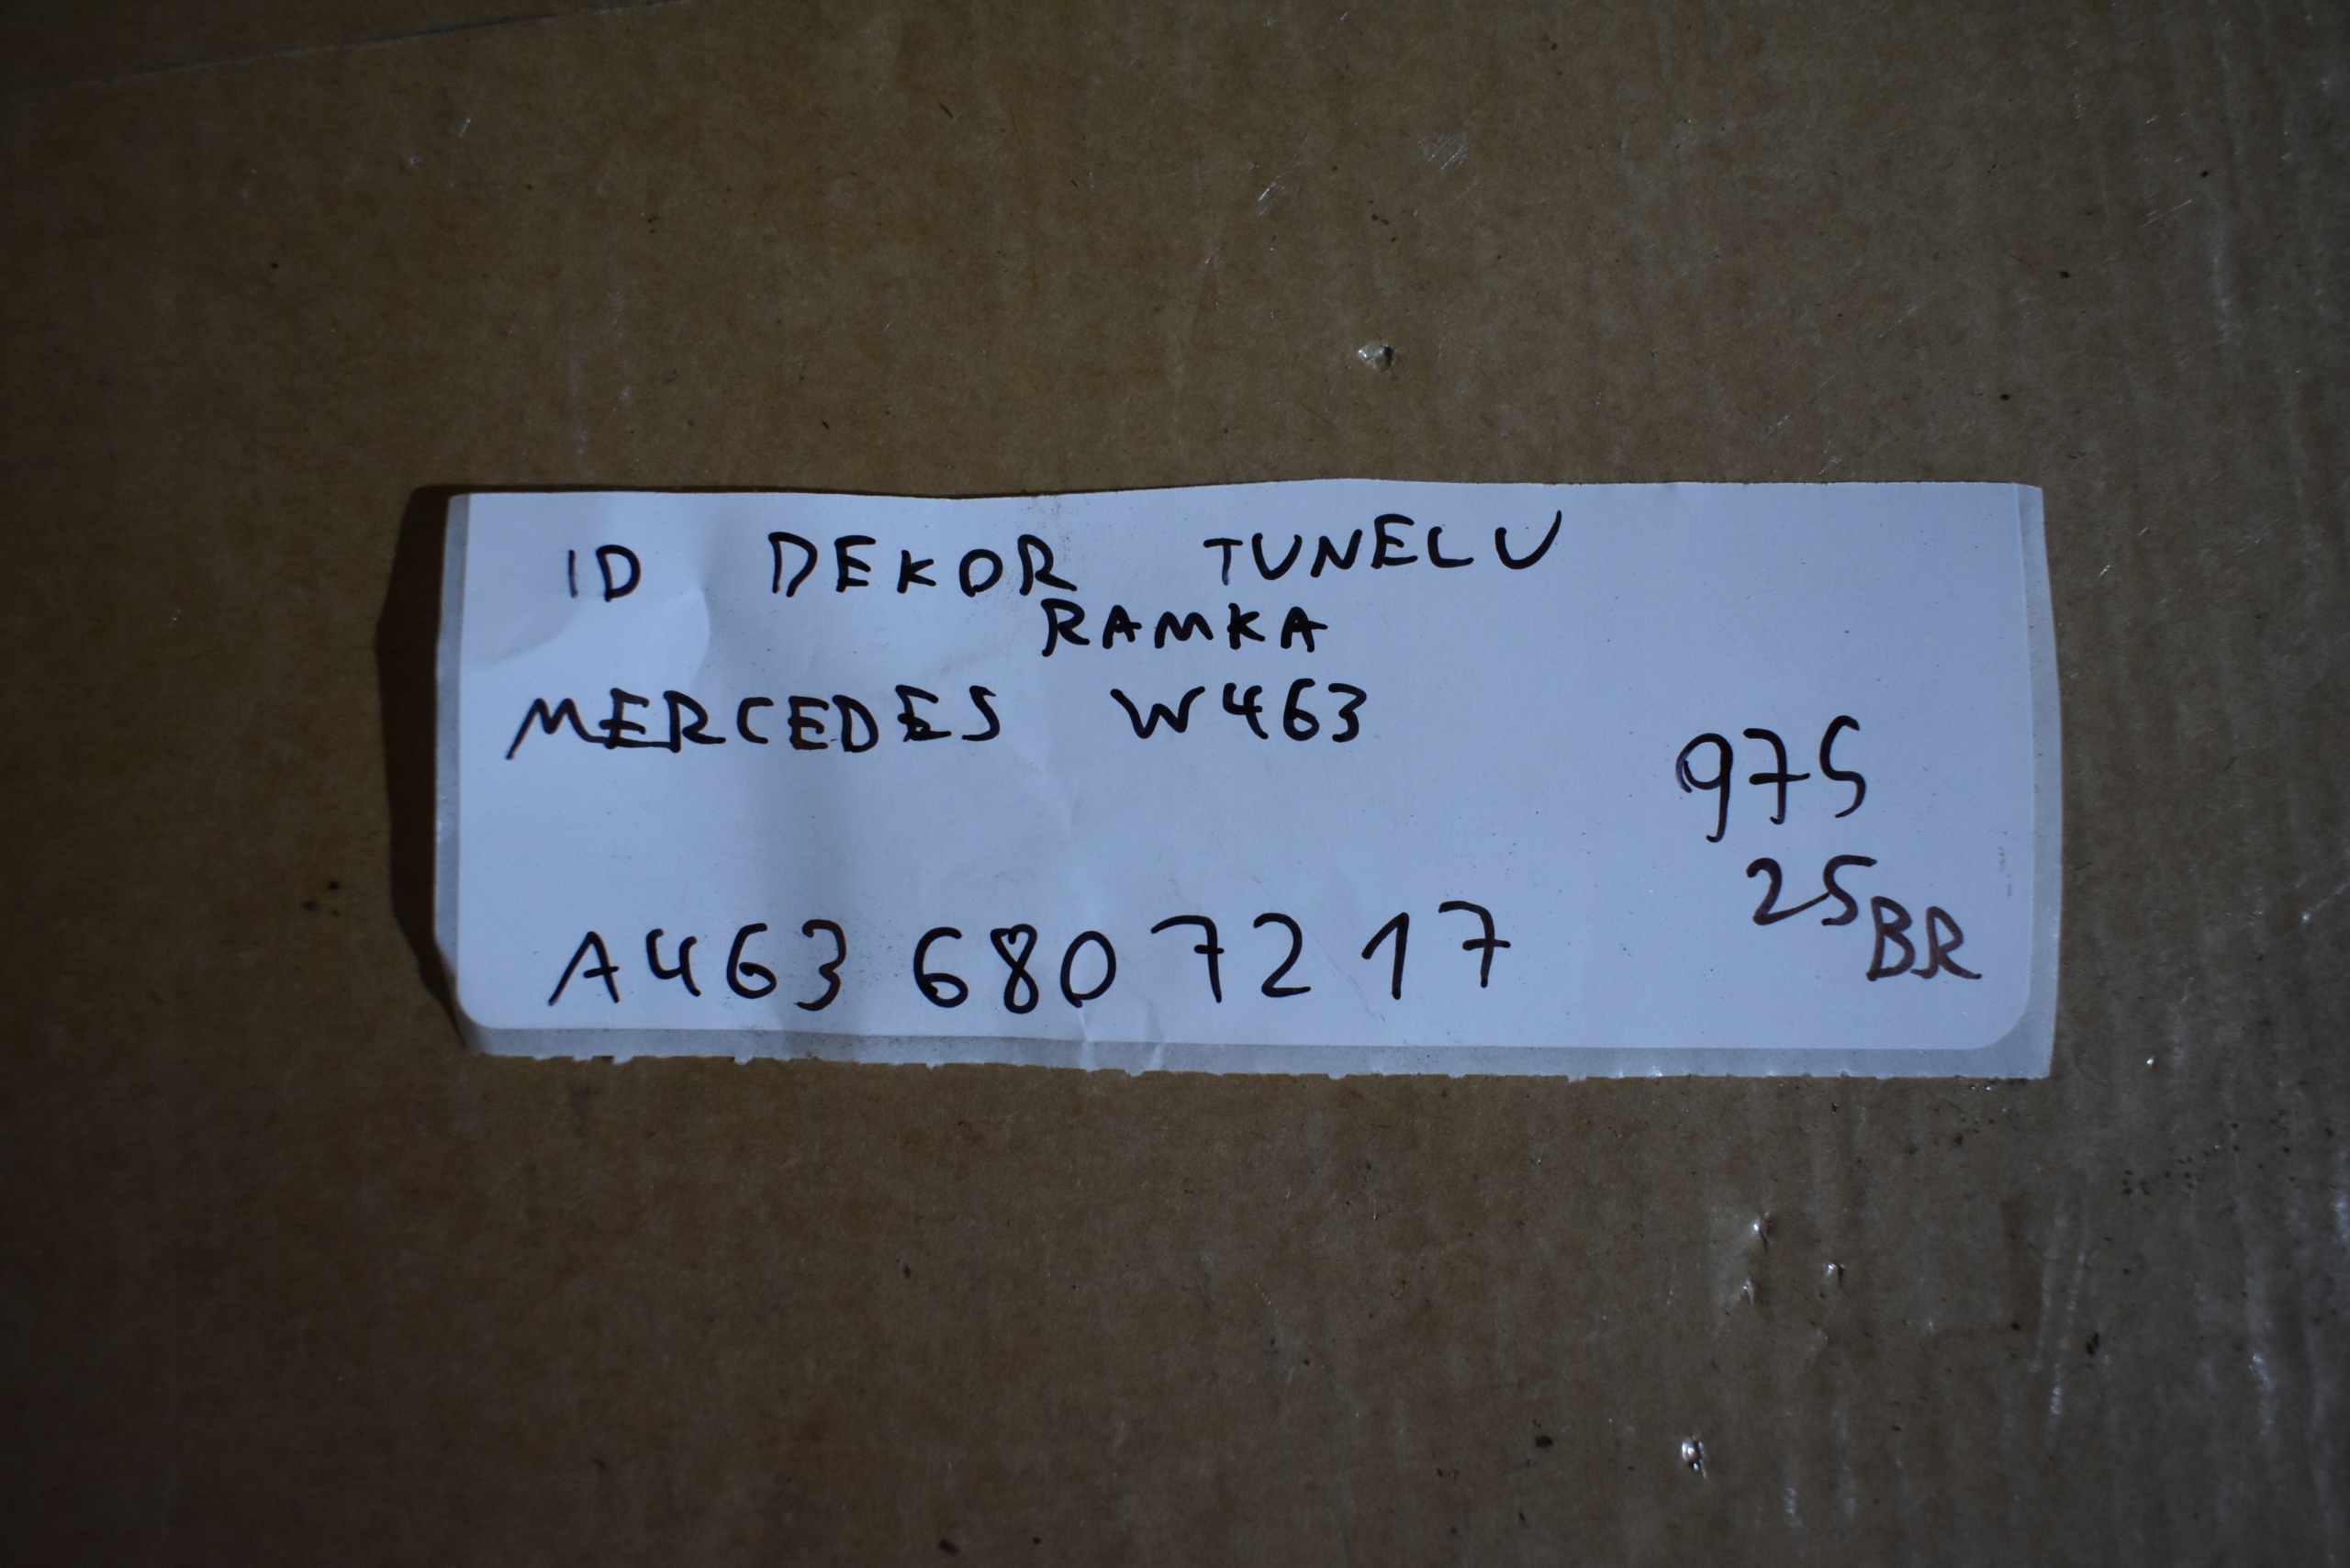 ID DEKOR TUNELU
RAMKA
MERCEDES W463
975
25BR
A463 680 72 17